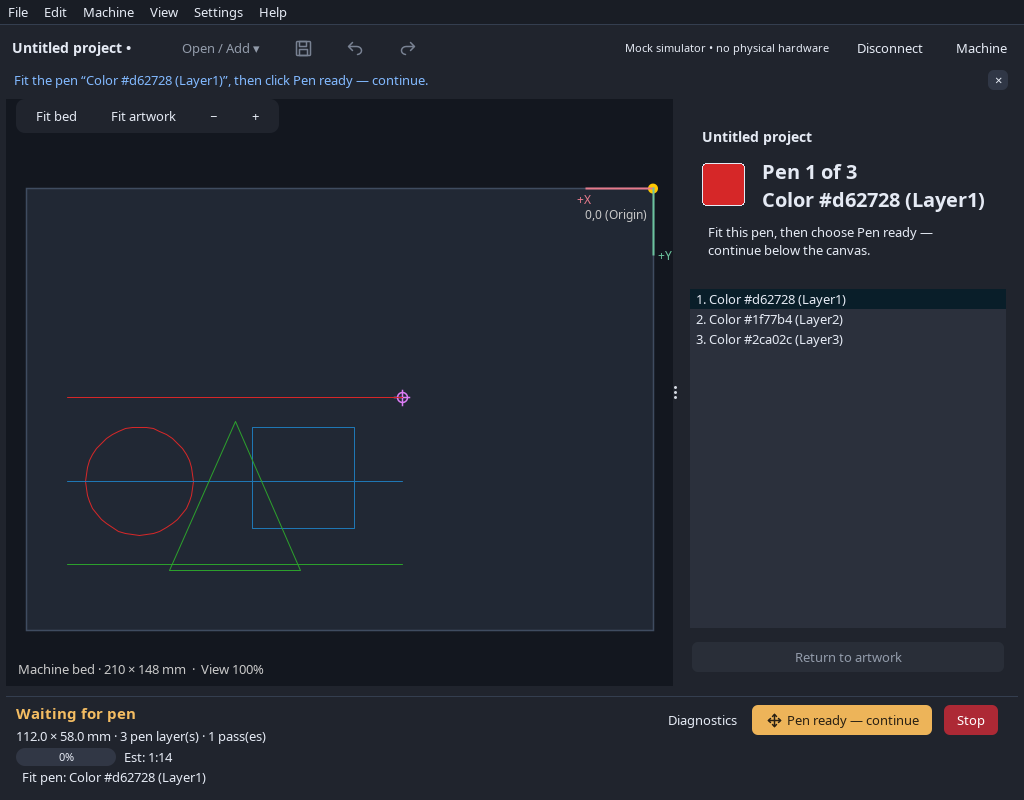 File Edit Machine View Settings Help
Untitled project • Open / Add ▾ Mock simulator • no physical hardware Disconnect Machine
Fit the pen “Color #d62728 (Layer1)”, then click Pen ready — continue. ×
Fit bed Fit artwork − +
+X
0,0 (Origin)
+Y
Machine bed · 210 × 148 mm · View 100%
Untitled project
Pen 1 of 3
Color #d62728 (Layer1)
Fit this pen, then choose Pen ready —
continue below the canvas.
1. Color #d62728 (Layer1)
2. Color #1f77b4 (Layer2)
3. Color #2ca02c (Layer3)
Return to artwork
Waiting for pen
112.0 × 58.0 mm · 3 pen layer(s) · 1 pass(es)
0% Est: 1:14
Fit pen: Color #d62728 (Layer1)
Diagnostics Pen ready — continue Stop